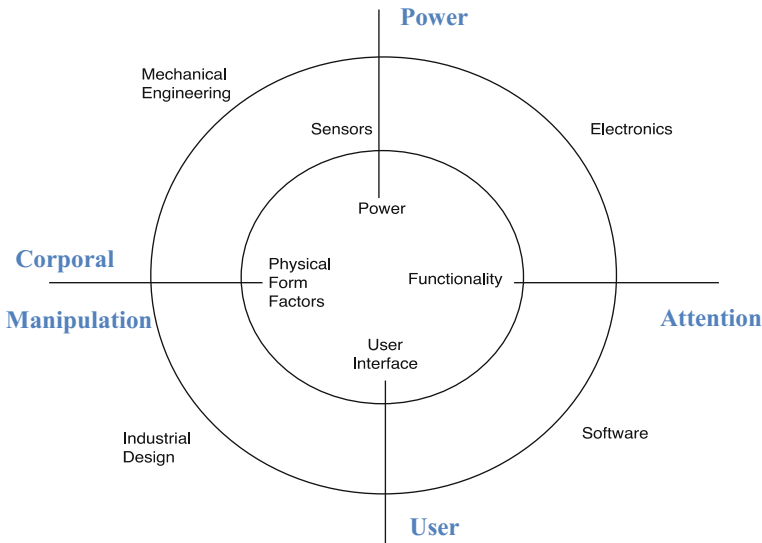 Power
Mechanical
Engineering
Sensors
Electronics
Power
Corporal
Physical
Form
Factors
Functionality
Manipulation
Attention
User
Interface
Industrial
Design
Software
User